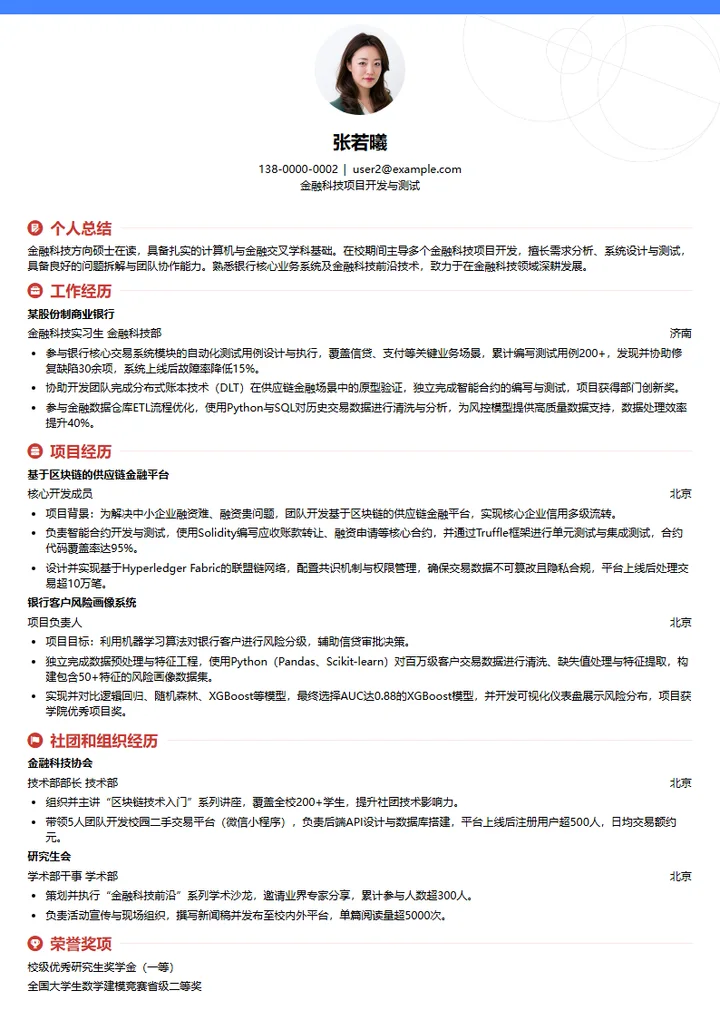 张若曦
138-0000-0002 | user2@example.com
金融科技项目开发与测试
个人总结
金融科技方向硕士在读，具备扎实的计算机与金融交叉学科基础。在校期间主导多个金融科技项目开发，擅长需求分析、系统设计与测试，
具备良好的问题拆解与团队协作能力。熟悉银行核心业务系统及金融科技前沿技术，致力于在金融科技领域深耕发展。
工作经历
某股份制商业银行
金融科技实习生 金融科技部 济南
• 参与银行核心交易系统模块的自动化测试用例设计与执行，覆盖信贷、支付等关键业务场景，累计编写测试用例200+，发现并协助修
复缺陷30余项，系统上线后故障率降低15%。
• 协助开发团队完成分布式账本技术（DLT）在供应链金融场景中的原型验证，独立完成智能合约的编写与测试，项目获得部门创新奖。
• 参与金融数据仓库ETL流程优化，使用Python与SQL对历史交易数据进行清洗与分析，为风控模型提供高质量数据支持，数据处理效率
提升40%。
项目经历
基于区块链的供应链金融平台
核心开发成员 北京
• 项目背景：为解决中小企业融资难、融资贵问题，团队开发基于区块链的供应链金融平台，实现核心企业信用多级流转。
• 负责智能合约开发与测试，使用Solidity编写应收账款转让、融资申请等核心合约，并通过Truffle框架进行单元测试与集成测试，合约
代码覆盖率达95%。
• 设计并实现基于Hyperledger Fabric的联盟链网络，配置共识机制与权限管理，确保交易数据不可篡改且隐私合规，平台上线后处理交
易超10万笔。
银行客户风险画像系统
项目负责人 北京
• 项目目标：利用机器学习算法对银行客户进行风险分级，辅助信贷审批决策。
• 独立完成数据预处理与特征工程，使用Python（Pandas、Scikit-learn）对百万级客户交易数据进行清洗、缺失值处理与特征提取，构
建包含50+特征的风险画像数据集。
• 实现并对比逻辑回归、随机森林、XGBoost等模型，最终选择AUC达0.88的XGBoost模型，并开发可视化仪表盘展示风险分布，项目获
学院优秀项目奖。
社团和组织经历
金融科技协会
技术部部长 技术部 北京
• 组织并主讲“区块链技术入门”系列讲座，覆盖全校200+学生，提升社团技术影响力。
• 带领5人团队开发校园二手交易平台（微信小程序），负责后端API设计与数据库搭建，平台上线后注册用户超500人，日均交易额约
元。
研究生会
学术部干事 学术部 北京
• 策划并执行“金融科技前沿”系列学术沙龙，邀请业界专家分享，累计参与人数超300人。
• 负责活动宣传与现场组织，撰写新闻稿并发布至校内外平台，单篇阅读量超5000次。
荣誉奖项
校级优秀研究生奖学金（一等）
全国大学生数学建模竞赛省级二等奖